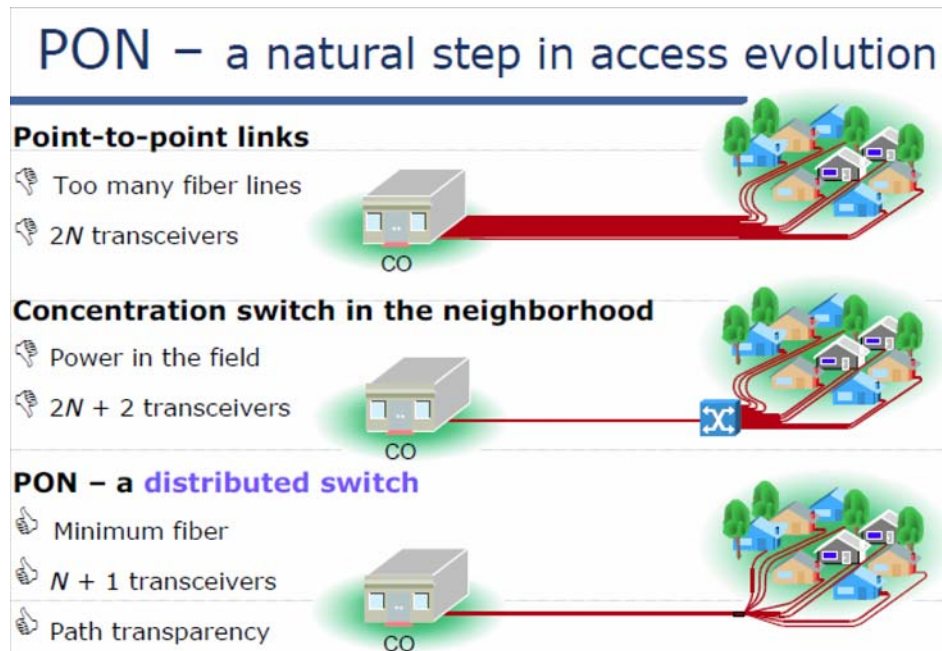 PON – a natural step in access evolution
Point-to-point links
Too many fiber lines
2N transceivers
CO
Concentration switch in the neighborhood
Power in the field
2N + 2 transceivers
CO
PON – a distributed switch
Minimum fiber
N + 1 transceivers
Path transparency
CO